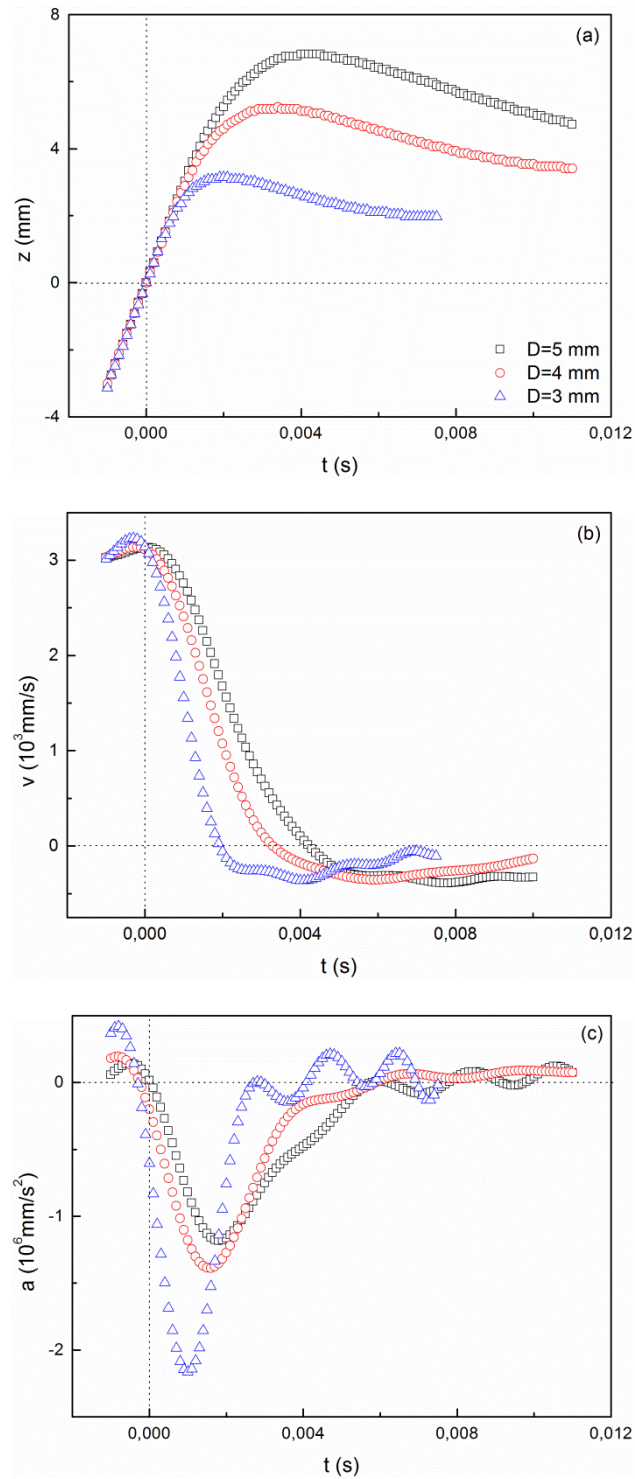 (a)
8
4
0
-4
z (mm)
D=5 mm
D=4 mm
D=3 mm
0,000
0,004
0,008
0,012
t (s)
(b)
3
2
1
0
v (10³mm/s)
0,000
0,004
0,008
0,012
t (s)
(c)
0
-1
-2
a (10⁶mm/s²)
0,000
0,004
0,008
0,012
t (s)